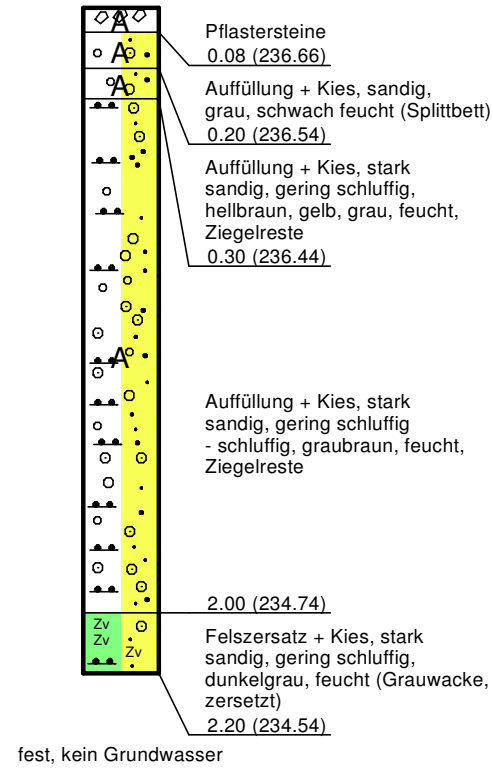 A
Pflastersteine
0.08 (236.66)
A
Auffüllung + Kies, sandig,
grau, schwach feucht (Splittbett)
0.20 (236.54)
A
Auffüllung + Kies, stark
sandig, gering schluffig,
hellbraun, gelb, grau, feucht,
Ziegelreste
0.30 (236.44)
A
Auffüllung + Kies, stark
sandig, gering schluffig
- schluffig, graubraun, feucht,
Ziegelreste
2.00 (234.74)
Zv
Zv
Zv
Felszersatz + Kies, stark
sandig, gering schluffig,
dunkelgrau, feucht (Grauwacke,
zersetzt)
2.20 (234.54)
fest, kein Grundwasser